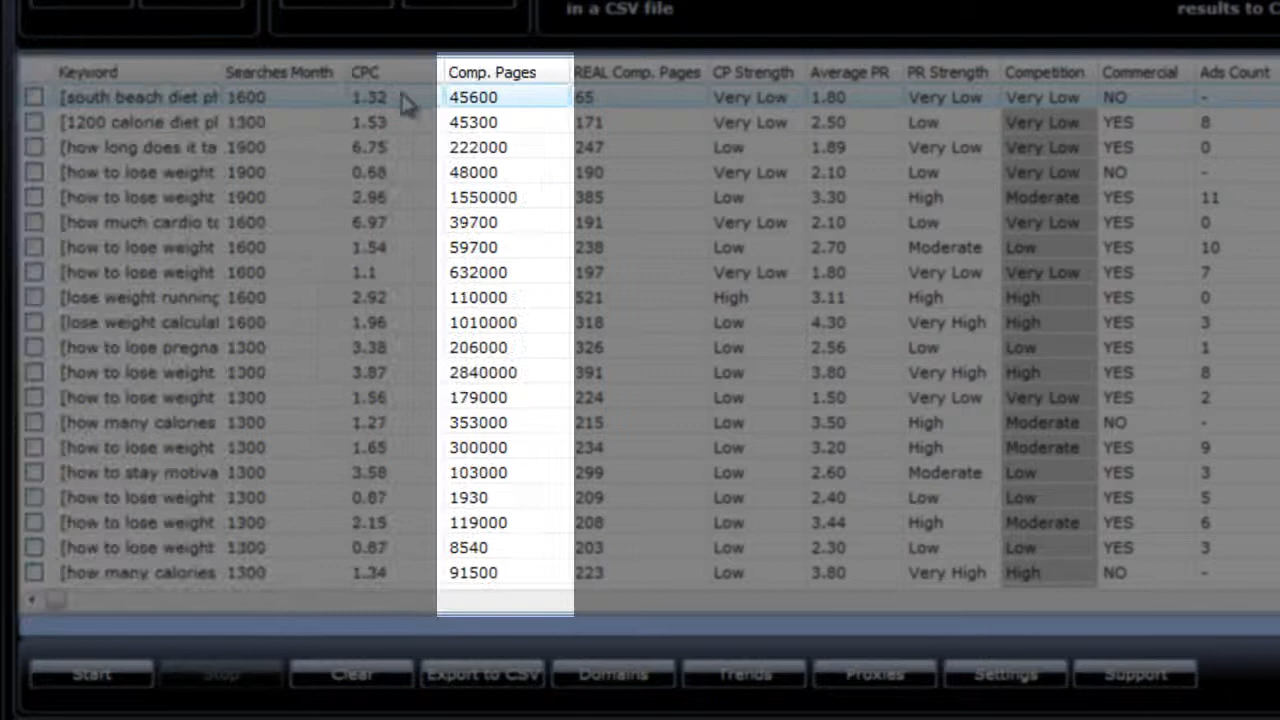 in a CSV file results to C
Keyword Searches Month CPC Comp. Pages REAL Comp. Pages CP Strength Average PR PR Strength Competition Commercial Ads Count
[south beach diet pl 1600 1.32 45600 65 Very Low 1.80 Very Low Very Low NO -
[1200 calorie diet pl 1300 1.53 45300 171 Very Low 2.50 Low Very Low YES 8
[how long does it ta 1900 6.75 222000 247 Low 1.89 Very Low Very Low YES 0
[how to lose weight 1900 0.68 48000 190 Very Low 2.10 Low Very Low NO -
[how to lose weight 1900 2.96 1550000 385 Low 3.30 High Moderate YES 11
[how much cardio to 1600 6.97 39700 191 Very Low 2.10 Low Very Low YES 0
[how to lose weight 1600 1.54 59700 238 Low 2.70 Moderate Low YES 10
[how to lose weight 1600 1.1 632000 197 Very Low 1.80 Very Low Very Low YES 7
[lose weight running 1600 2.92 110000 521 High 3.11 High High YES 0
[lose weight calculat 1600 1.96 1010000 318 Low 4.30 Very High High YES 3
[how to lose pregna 1300 3.38 206000 326 Low 2.56 Low Low YES 1
[how to lose weight 1300 3.87 2840000 391 Low 3.80 Very High High YES 8
[how to lose weight 1300 1.56 179000 224 Low 1.50 Very Low Very Low YES 2
[how many calories 1300 1.27 353000 215 Low 3.50 High Moderate NO -
[how to lose weight 1300 1.65 300000 234 Low 3.20 High Moderate YES 9
[how to stay motiva 1300 3.58 103000 299 Low 2.60 Moderate Low YES 3
[how to lose weight 1300 0.87 1930 209 Low 2.40 Low Low YES 5
[how to lose weight 1300 2.15 119000 208 Low 3.44 High Moderate YES 6
[how to lose weight 1300 0.87 8540 203 Low 2.30 Low Low YES 3
[how many calories 1300 1.34 91500 223 Low 3.80 Very High High NO -
Start Stop Clear Export to CSV Domains Trends Proxies Settings Support